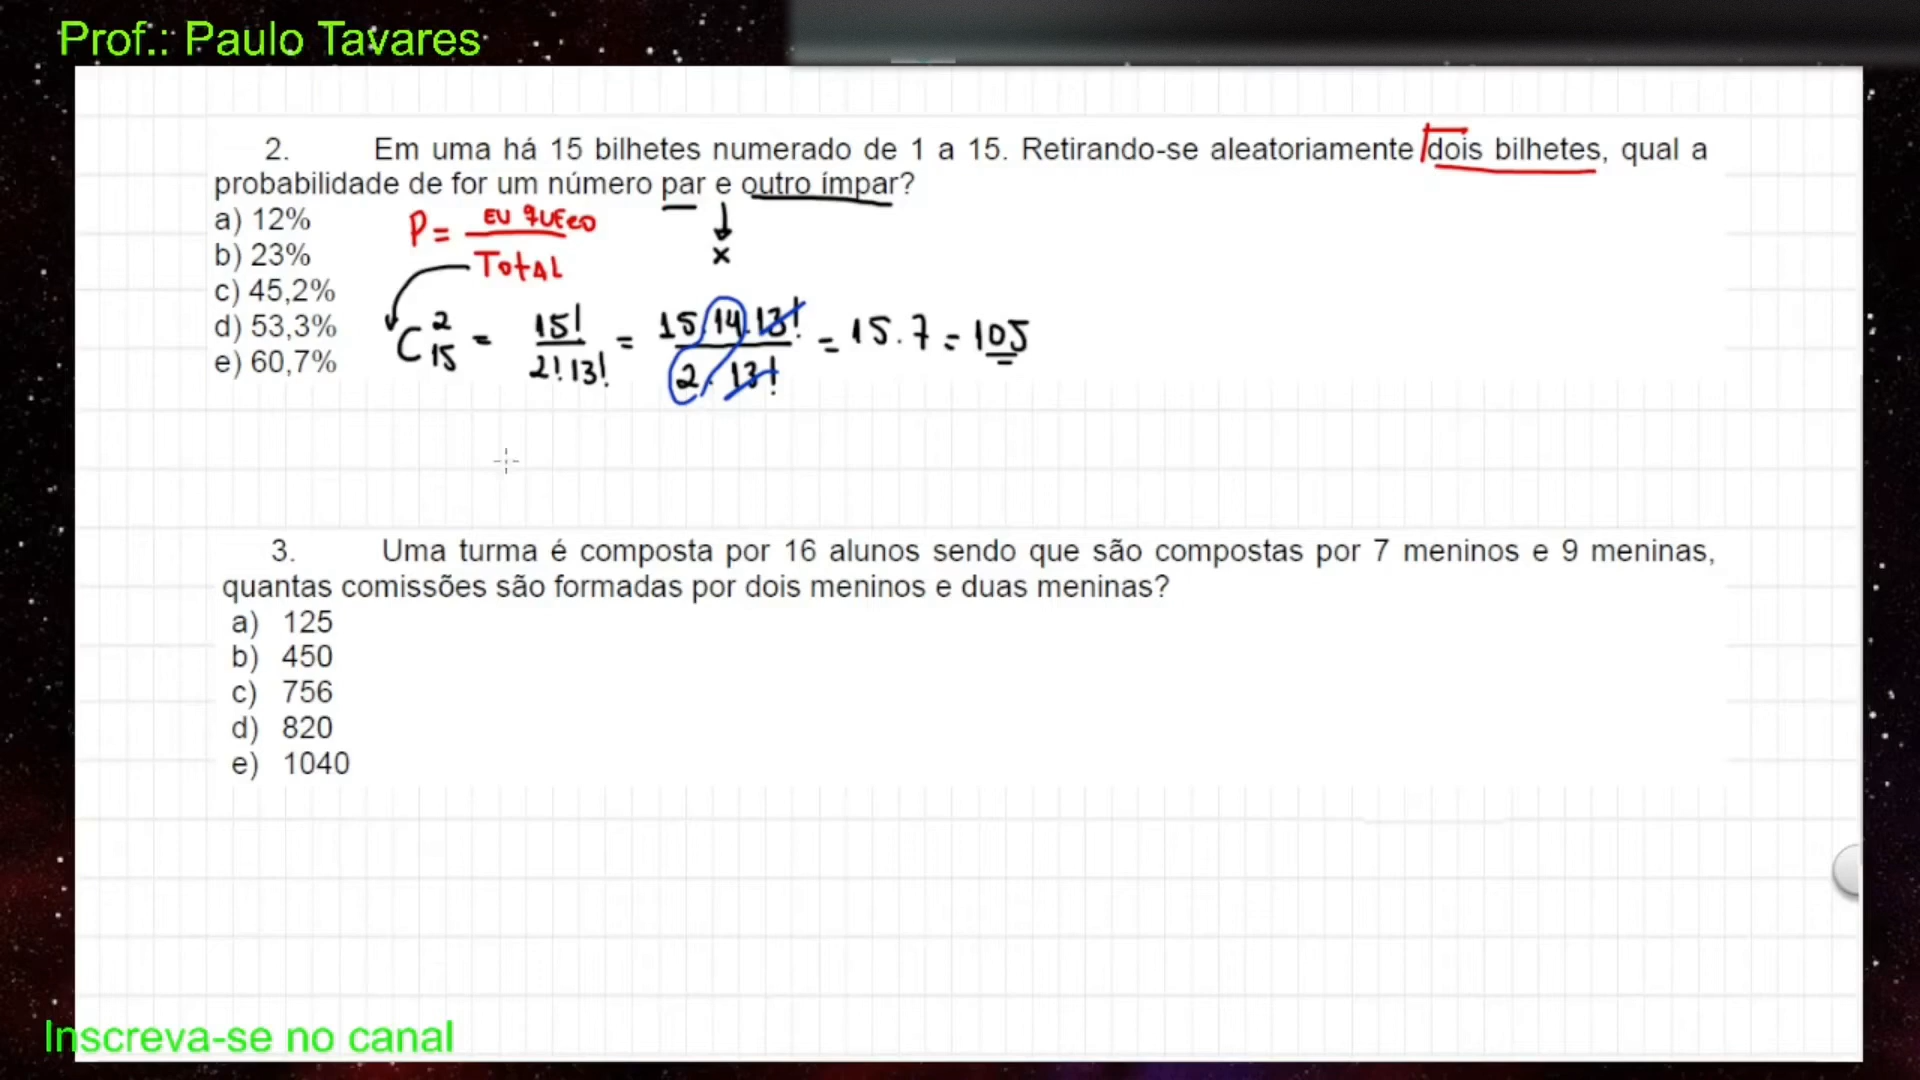 Prof.: Paulo Tavares
2. Em uma há 15 bilhetes numerado de 1 a 15. Retirando-se aleatoriamente dois bilhetes, qual a
probabilidade de for um número par e outro ímpar?
a) 12%
b) 23%
c) 45,2%
d) 53,3%
e) 60,7%
P = EU QUERO
TOTAL
x
C 2 15 = 15! / 2! 13! = 15.14.13! / 2. 13! = 15.7 = 105
3. Uma turma é composta por 16 alunos sendo que são compostas por 7 meninos e 9 meninas,
quantas comissões são formadas por dois meninos e duas meninas?
a) 125
b) 450
c) 756
d) 820
e) 1040
Inscreva-se no canal